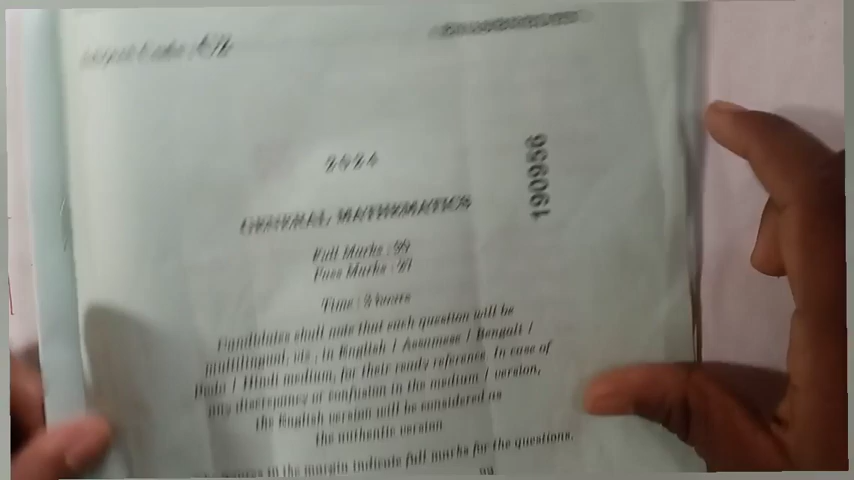 2024
190956
GENERAL MATHEMATICS
Full Marks : 90
Pass Marks :
Time : 3 hours
Candidates shall note that each question will be
multilingual, viz., in English / Assamese / Bengali /
Bodo / Hindi medium, for their ready reference. In case of
any discrepancy or confusion in the medium / version,
the English version will be considered as
the authentic version
in the margin indicate full marks for the questions.